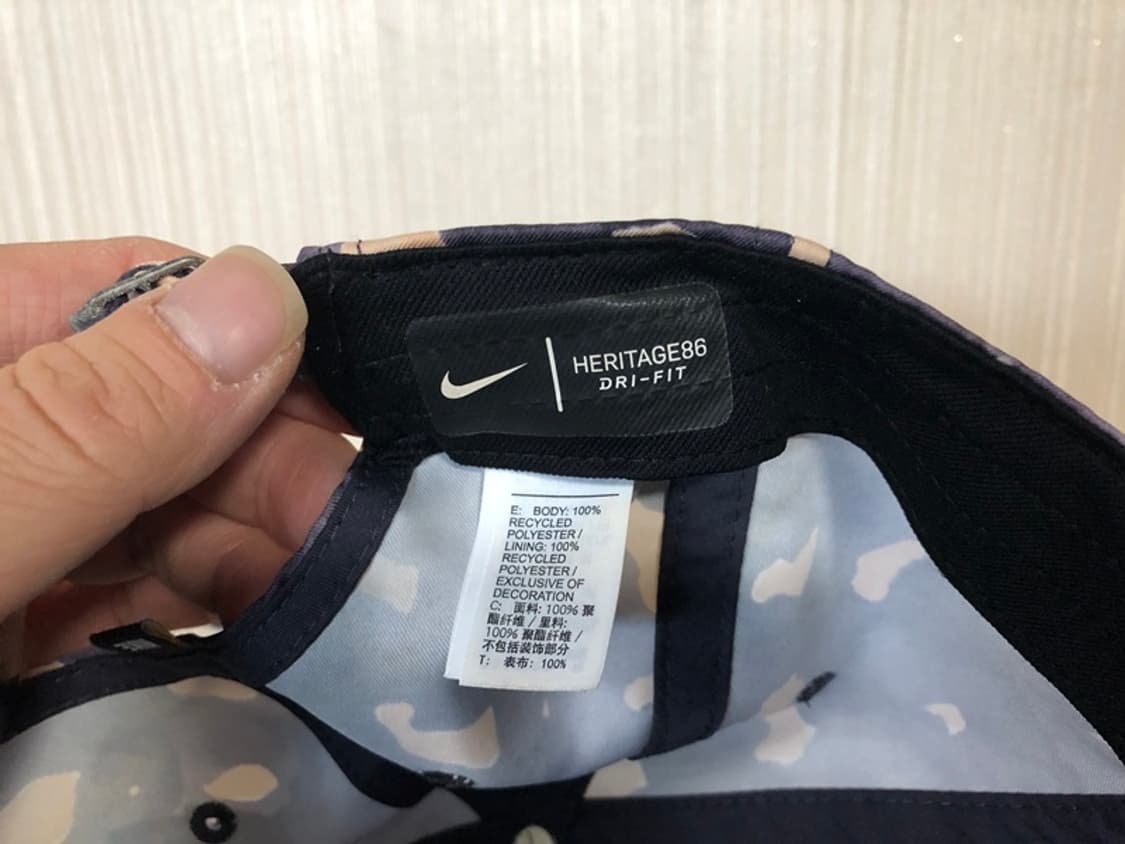 HERITAGE86
DRI-FIT
E: BODY: 100%
RECYCLED
POLYESTER /
LINING: 100%
RECYCLED
POLYESTER /
EXCLUSIVE OF
DECORATION
C: 面料: 100% 聚
酯纤维 / 里料:
100% 聚酯纤维 /
不包括装饰部分
T: 表布: 100%